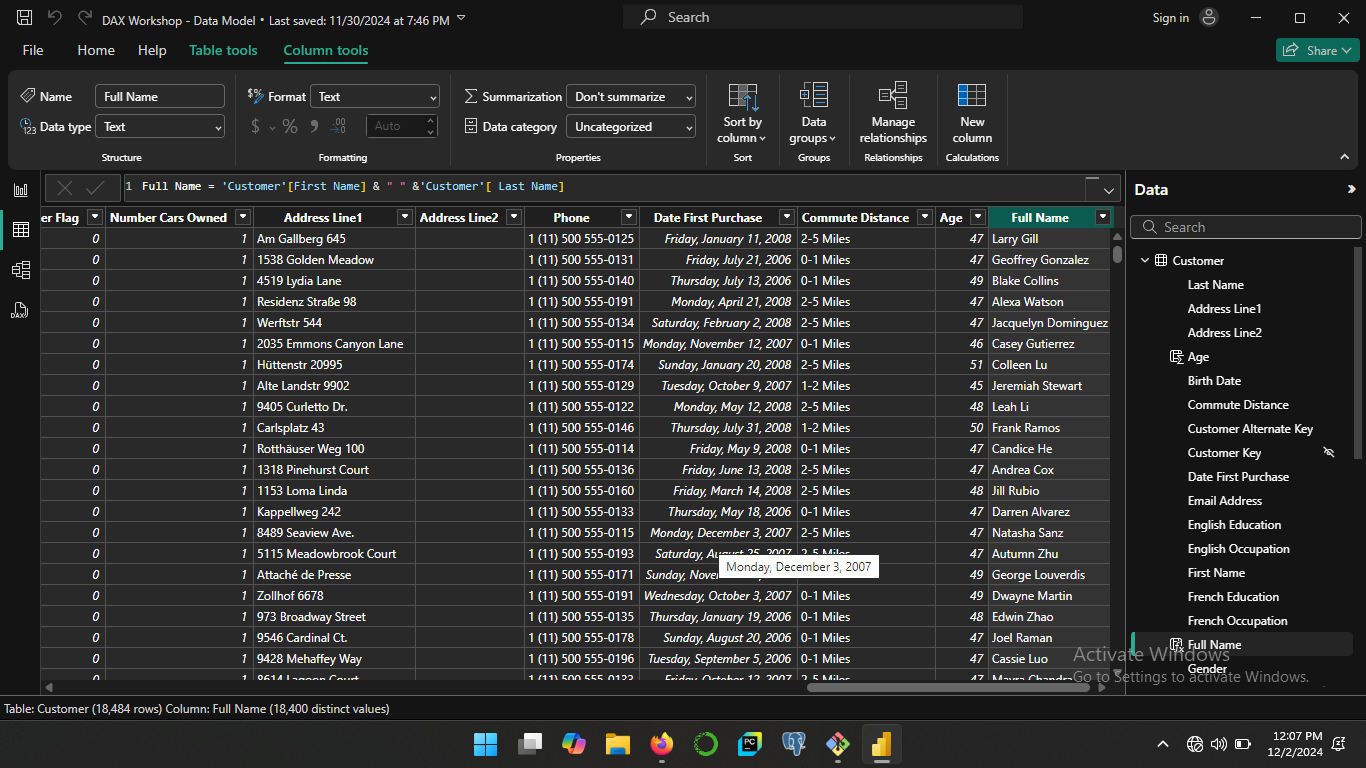 DAX Workshop - Data Model • Last saved: 11/30/2024 at 7:46 PM
Search
Sign in
File Home Help Table tools Column tools
Share
Name Full Name
Data type Text
Structure
Format Text
$ % Auto
Formatting
Summarization Don't summarize
Data category Uncategorized
Properties
Sort by
column
Sort
Data
groups
Groups
Manage
relationships
Relationships
New
column
Calculations
1 Full Name = 'Customer'[First Name] & " " &'Customer'[ Last Name]
er Flag Number Cars Owned Address Line1 Address Line2 Phone Date First Purchase Commute Distance Age Full Name
0 1 Am Gallberg 645 1 (11) 500 555-0125 Friday, January 11, 2008 2-5 Miles 47 Larry Gill
0 1 1538 Golden Meadow 1 (11) 500 555-0131 Friday, July 21, 2006 0-1 Miles 47 Geoffrey Gonzalez
0 1 4519 Lydia Lane 1 (11) 500 555-0140 Thursday, July 13, 2006 0-1 Miles 49 Blake Collins
0 1 Residenz Straße 98 1 (11) 500 555-0191 Monday, April 21, 2008 2-5 Miles 47 Alexa Watson
0 1 Werftstr 544 1 (11) 500 555-0134 Saturday, February 2, 2008 2-5 Miles 47 Jacquelyn Dominguez
0 1 2035 Emmons Canyon Lane 1 (11) 500 555-0115 Monday, November 12, 2007 0-1 Miles 46 Casey Gutierrez
0 1 Hüttenstr 20995 1 (11) 500 555-0174 Sunday, January 20, 2008 2-5 Miles 51 Colleen Lu
0 1 Alte Landstr 9902 1 (11) 500 555-0129 Tuesday, October 9, 2007 1-2 Miles 45 Jeremiah Stewart
0 1 9405 Curletto Dr. 1 (11) 500 555-0122 Monday, May 12, 2008 2-5 Miles 48 Leah Li
0 1 Carlsplatz 43 1 (11) 500 555-0146 Thursday, July 31, 2008 1-2 Miles 50 Frank Ramos
0 1 Rotthäuser Weg 100 1 (11) 500 555-0114 Friday, May 9, 2008 0-1 Miles 47 Candice He
0 1 1318 Pinehurst Court 1 (11) 500 555-0136 Friday, June 13, 2008 2-5 Miles 47 Andrea Cox
0 1 1153 Loma Linda 1 (11) 500 555-0160 Friday, March 14, 2008 2-5 Miles 48 Jill Rubio
0 1 Kappellweg 242 1 (11) 500 555-0133 Thursday, May 18, 2006 0-1 Miles 47 Darren Alvarez
0 1 8489 Seaview Ave. 1 (11) 500 555-0115 Monday, December 3, 2007 2-5 Miles 47 Natasha Sanz
0 1 5115 Meadowbrook Court 1 (11) 500 555-0193 Saturday, August 25, 2007 2-5 Miles 47 Autumn Zhu
Monday, December 3, 2007
0 1 Attaché de Presse 1 (11) 500 555-0171 Sunday, 49 George Louverdis
0 1 Zollhof 6678 1 (11) 500 555-0191 Wednesday, October 3, 2007 0-1 Miles 49 Dwayne Martin
0 1 973 Broadway Street 1 (11) 500 555-0135 Thursday, January 19, 2006 0-1 Miles 48 Edwin Zhao
0 1 9546 Cardinal Ct. 1 (11) 500 555-0178 Sunday, August 20, 2006 0-1 Miles 47 Joel Raman
0 1 9428 Mehaffey Way 1 (11) 500 555-0196 Tuesday, September 5, 2006 0-1 Miles 47 Cassie Luo
0 1 8614 Lagoon Court 1 (11) 500 555-0132 Friday, October 12, 2007 2-5 Miles 47 Mayra Chandra
Data
Search
Customer
Last Name
Address Line1
Address Line2
Age
Birth Date
Commute Distance
Customer Alternate Key
Customer Key
Date First Purchase
Email Address
English Education
English Occupation
First Name
French Education
French Occupation
Full Name
Gender
Activate Windows
Go to Settings to activate Windows.
Table: Customer (18,484 rows) Column: Full Name (18,400 distinct values)
12:07 PM
12/2/2024